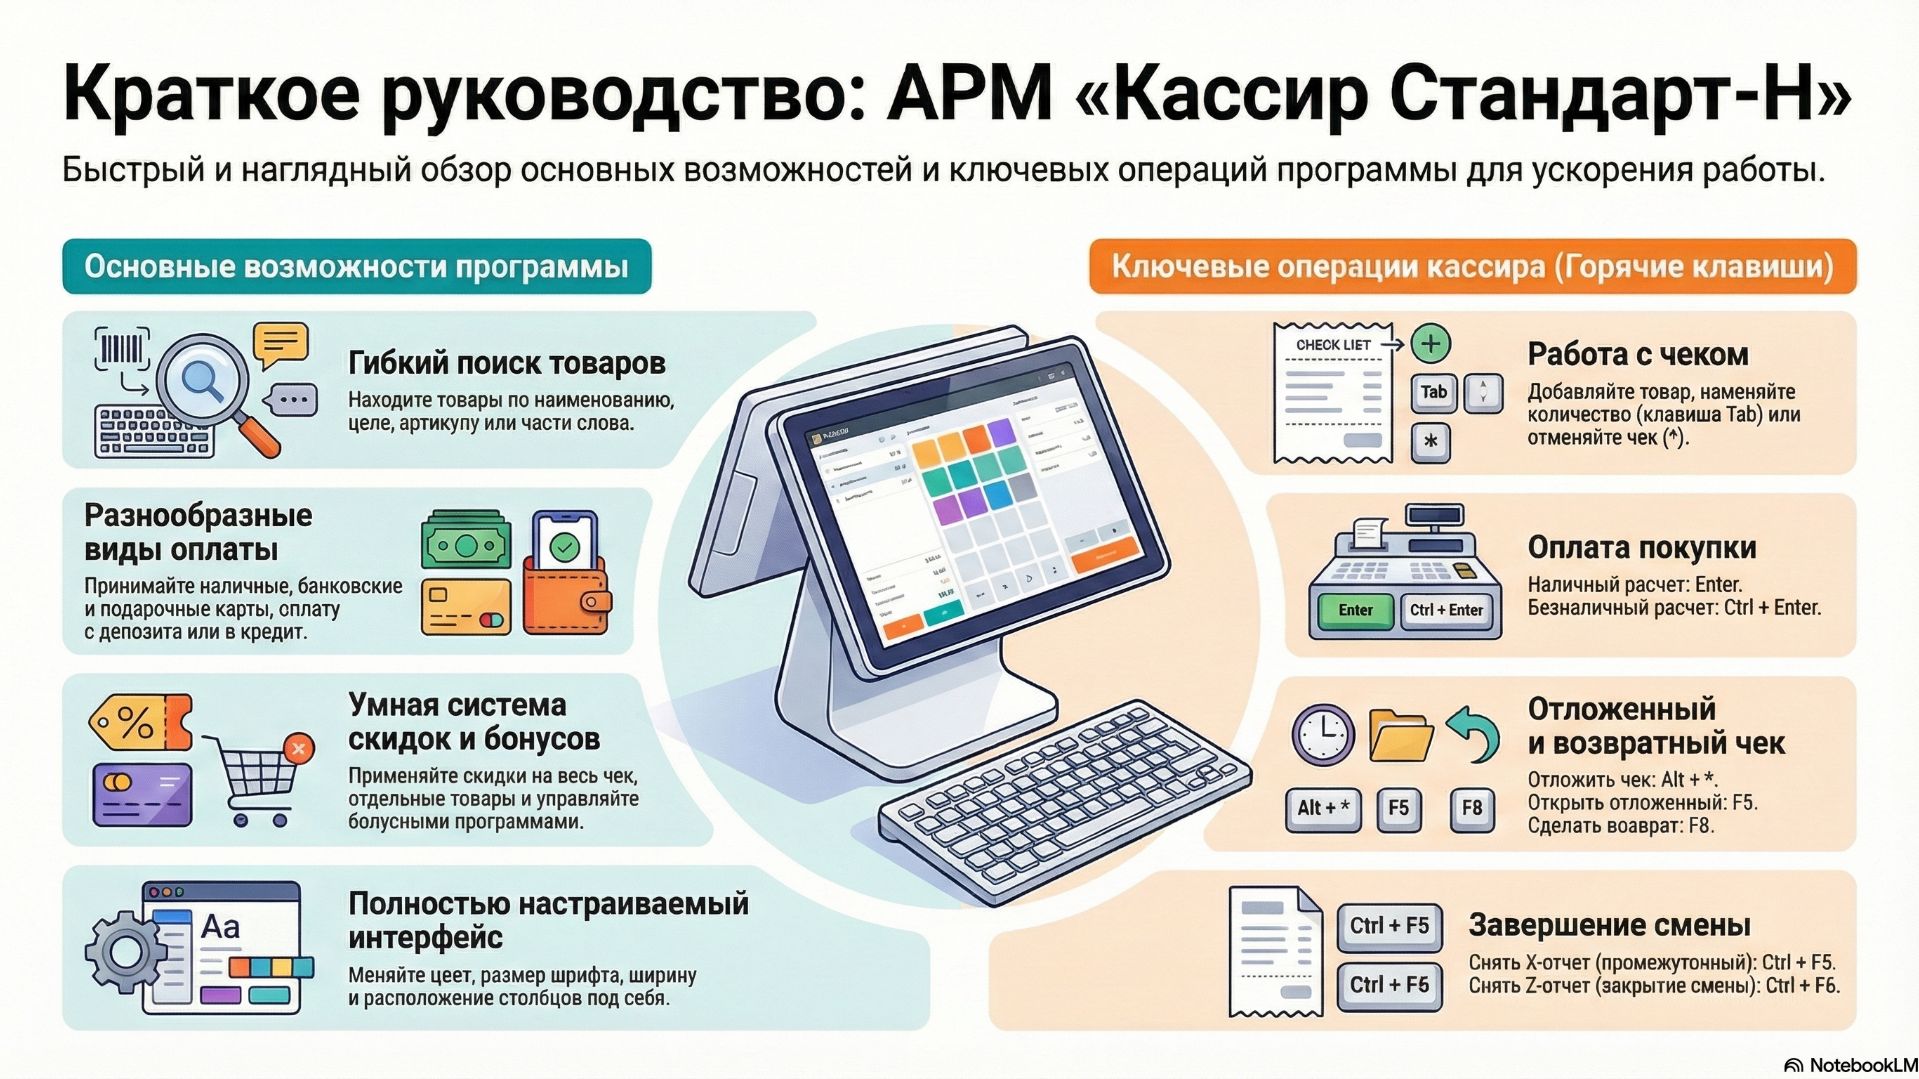 Краткое руководство: АРМ «Кассир Стандарт-Н»
Быстрый и наглядный обзор основных возможностей и ключевых операций программы для ускорения работы.
Основные возможности программы
Гибкий поиск товаров
Находите товары по наименованию,
целе, артикупу или части слова.
Разнообразные
виды оплаты
Принимайте наличные, банковские
и подарочные карты, оплату
с депозита или в кредит.
%
Умная система
скидок и бонусов
Применяйте скидки на весь чек,
отдельные товары и управляйте
болусными программами.
Aa
Полностью настраиваемый
интерфейс
Меняйте цеет, размер шрифта, ширину
и расположение столбцов под себя.
Ключевые операции кассира (Горячие клавиши)
CHECK LIET
+
Tab
*
Работа с чеком
Добавляйте товар, наменяйте
количество (клавиша Tab) или
отменяйте чек (*).
Enter
Ctrl + Enter
Оплата покупки
Наличный расчет: Enter.
Безналичный расчет: Ctrl + Enter.
Alt + *
F5
F8
Отложенный
и возвратный чек
Отложить чек: Alt + *.
Открыть отложенный: F5.
Сделать воаврат: F8.
Ctrl + F5
Ctrl + F5
Завершение смены
Снять X-отчет (промежутонный): Ctrl + F5.
Снять Z-отчет (закрытие смены): Ctrl + F6.
NotebookLM